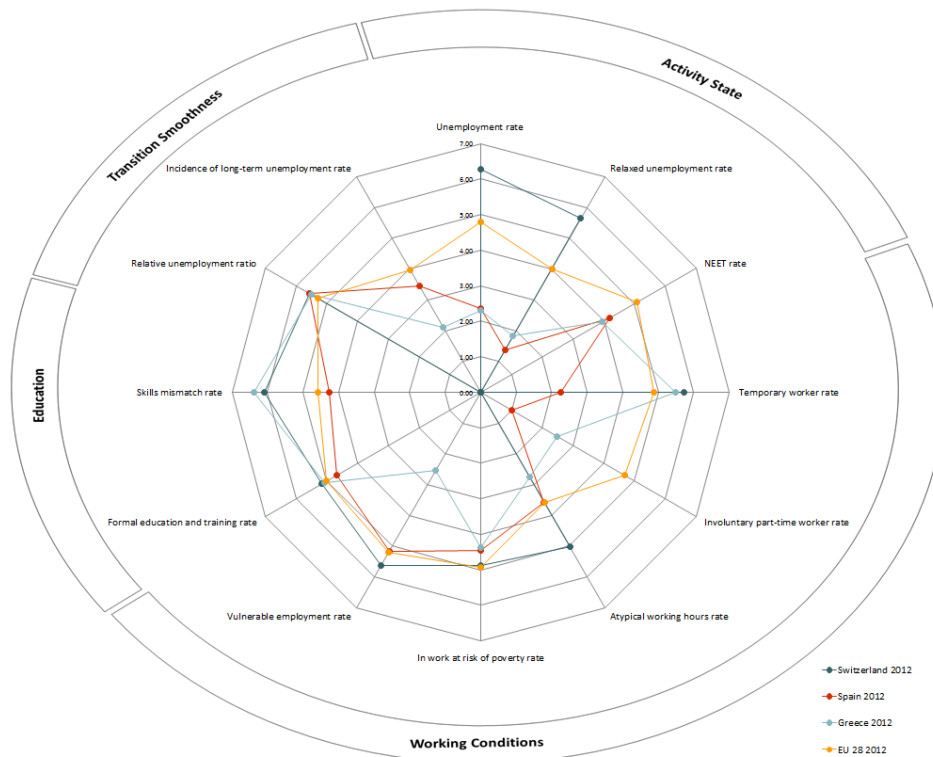 Activity State
Transition Smoothness
Unemployment rate
7.00
Incidence of long-term unemployment rate
Relaxed unemployment rate
6.00
5.00
Relative unemployment ratio
NEET rate
4.00
3.00
2.00
1.00
Education
Skills mismatch rate
0.00
Temporary worker rate
Formal education and training rate
Involuntary part-time worker rate
Vulnerable employment rate
Atypical working hours rate
In work at risk of poverty rate
Switzerland 2012
Spain 2012
Greece 2012
Working Conditions
EU 28 2012